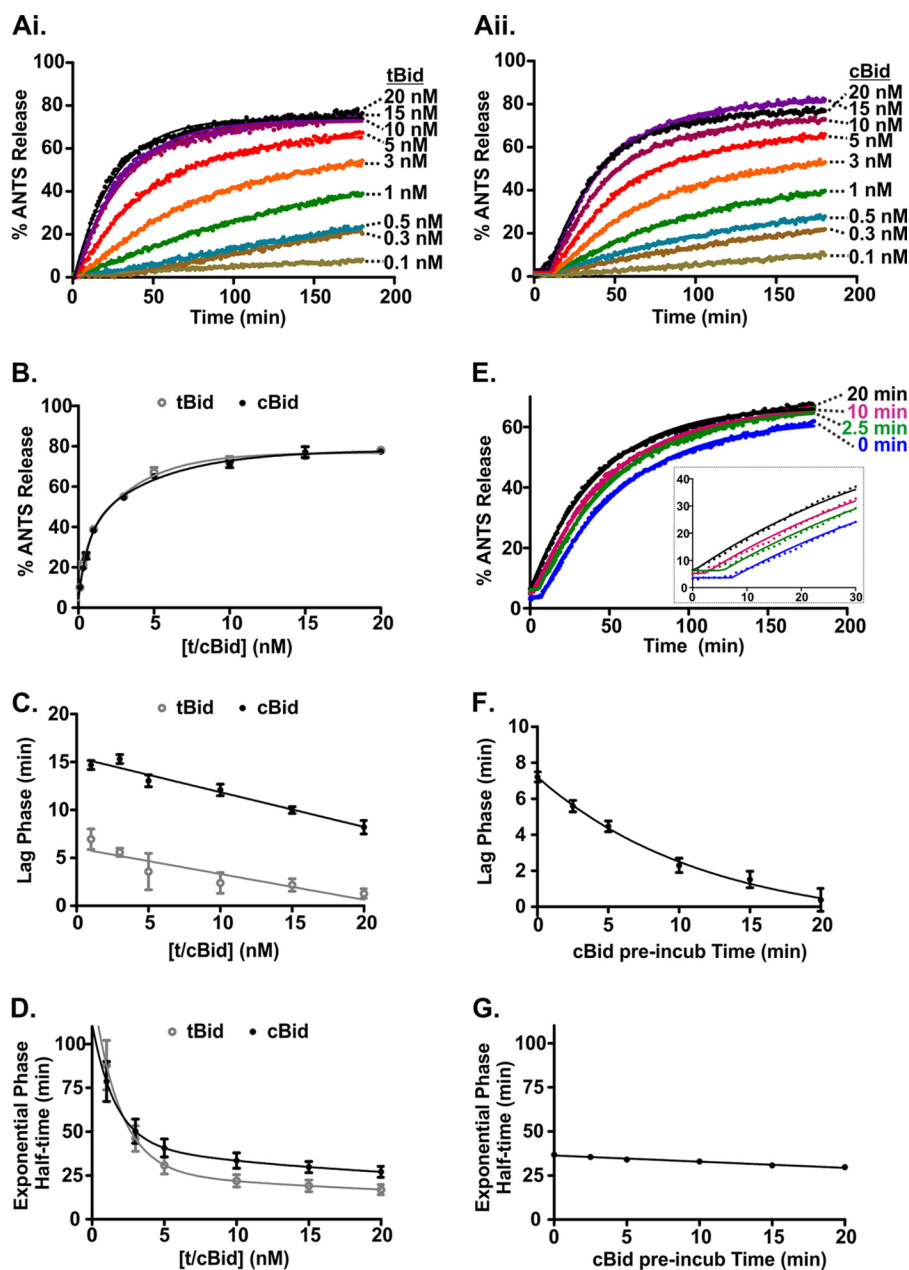 Ai.
% ANTS Release
100
80
60
40
20
0
0 50 100 150 200
Time (min)
tBid
20 nM
15 nM
10 nM
5 nM
3 nM
1 nM
0.5 nM
0.3 nM
0.1 nM
Aii.
% ANTS Release
100
80
60
40
20
0
0 50 100 150 200
Time (min)
cBid
20 nM
15 nM
10 nM
5 nM
3 nM
1 nM
0.5 nM
0.3 nM
0.1 nM
B.
tBid cBid
% ANTS Release
100
80
60
40
20
0
0 5 10 15 20
[t/cBid] (nM)
E.
% ANTS Release
60
40
20
0
0 50 100 150 200
Time (min)
20 min
10 min
2.5 min
0 min
40
30
20
10
0
0 10 20 30
C.
tBid cBid
Lag Phase (min)
20
15
10
5
0
0 5 10 15 20
[t/cBid] (nM)
F.
Lag Phase (min)
10
8
6
4
2
0
0 5 10 15 20
cBid pre-incub Time (min)
D.
tBid cBid
Exponential Phase
Half-time (min)
100
75
50
25
0
0 5 10 15 20
[t/cBid] (nM)
G.
Exponential Phase
Half-time (min)
100
75
50
25
0
0 5 10 15 20
cBid pre-incub Time (min)